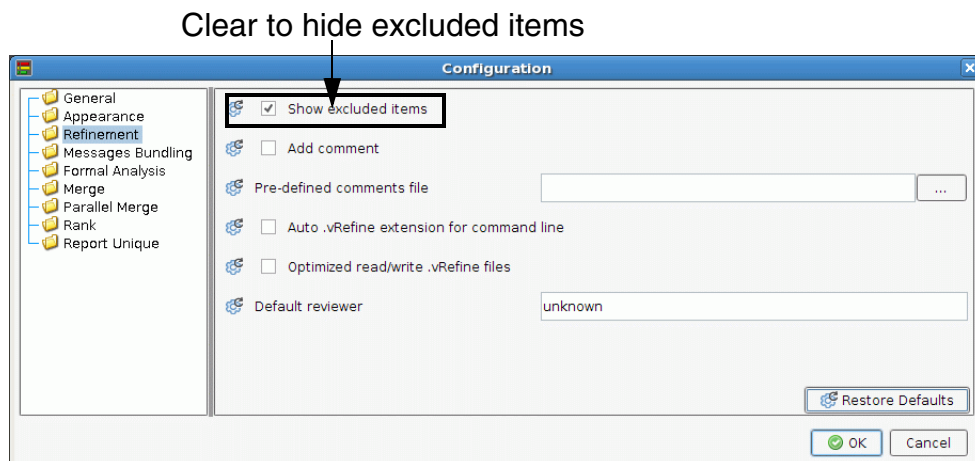 Clear to hide excluded items
Configuration
General
Appearance
Refinement
Messages Bundling
Formal Analysis
Merge
Parallel Merge
Rank
Report Unique
Show excluded items
Add comment
Pre-defined comments file
...
Auto .vRefine extension for command line
Optimized read/write .vRefine files
Default reviewer unknown
Restore Defaults
OK Cancel